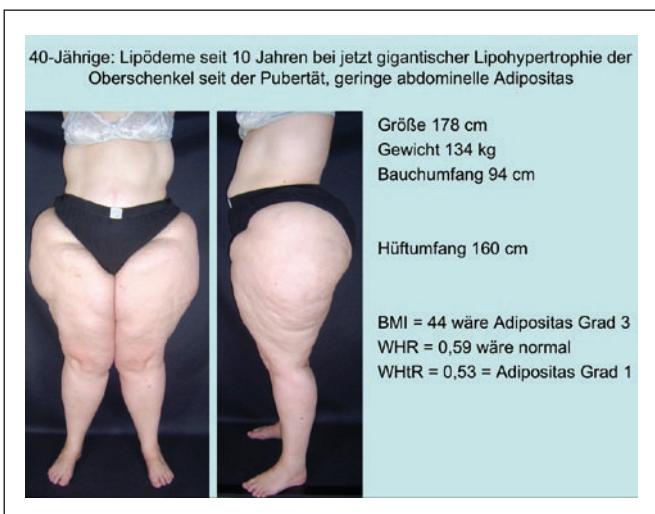 40-Jährige: Lipödeme seit 10 Jahren bei jetzt gigantischer Lipohypertrophie der
Oberschenkel seit der Pubertät, geringe abdominelle Adipositas
Größe 178 cm
Gewicht 134 kg
Bauchumfang 94 cm
Hüftumfang 160 cm
BMI = 44 wäre Adipositas Grad 3
WHR = 0,59 wäre normal
WHtR = 0,53 = Adipositas Grad 1